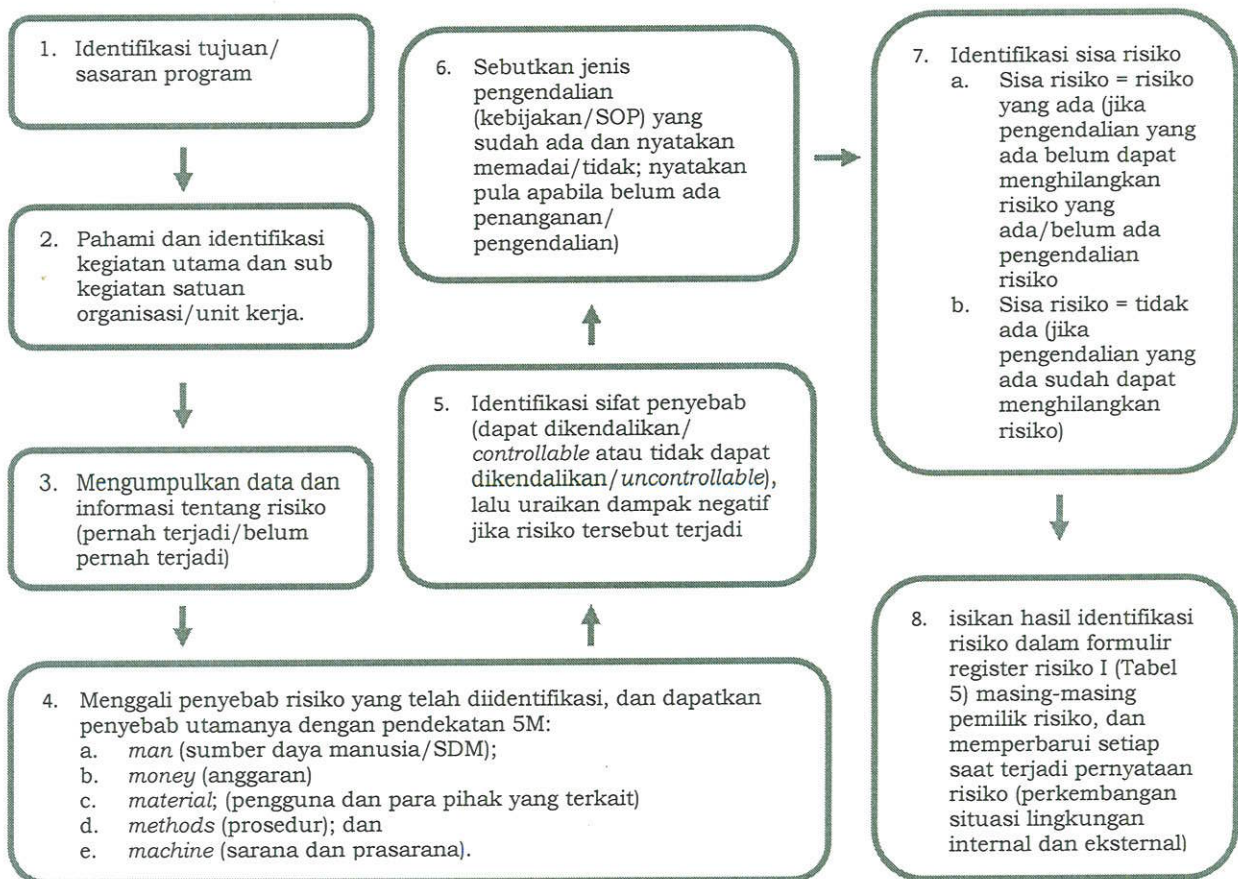 1. Identifikasi tujuan/
sasaran program
2. Pahami dan identifikasi
kegiatan utama dan sub
kegiatan satuan
organisasi/unit kerja.
3. Mengumpulkan data dan
informasi tentang risiko
(pernah terjadi/belum
pernah terjadi)
4. Menggali penyebab risiko yang telah diidentifikasi, dan dapatkan
penyebab utamanya dengan pendekatan 5M:
a. man (sumber daya manusia/SDM);
b. money (anggaran)
c. material; (pengguna dan para pihak yang terkait)
d. methods (prosedur); dan
e. machine (sarana dan prasarana).
5. Identifikasi sifat penyebab
(dapat dikendalikan/
controllable atau tidak dapat
dikendalikan/uncontrollable),
lalu uraikan dampak negatif
jika risiko tersebut terjadi
6. Sebutkan jenis
pengendalian
(kebijakan/SOP) yang
sudah ada dan nyatakan
memadai/tidak; nyatakan
pula apabila belum ada
penanganan/
pengendalian)
7. Identifikasi sisa risiko
a. Sisa risiko = risiko
yang ada (jika
pengendalian yang
ada belum dapat
menghilangkan
risiko yang
ada/belum ada
pengendalian
risiko
b. Sisa risiko = tidak
ada (jika
pengendalian yang
ada sudah dapat
menghilangkan
risiko)
8. isikan hasil identifikasi
risiko dalam formulir
register risiko I (Tabel
5) masing-masing
pemilik risiko, dan
memperbarui setiap
saat terjadi pernyataan
risiko (perkembangan
situasi lingkungan
internal dan eksternal)